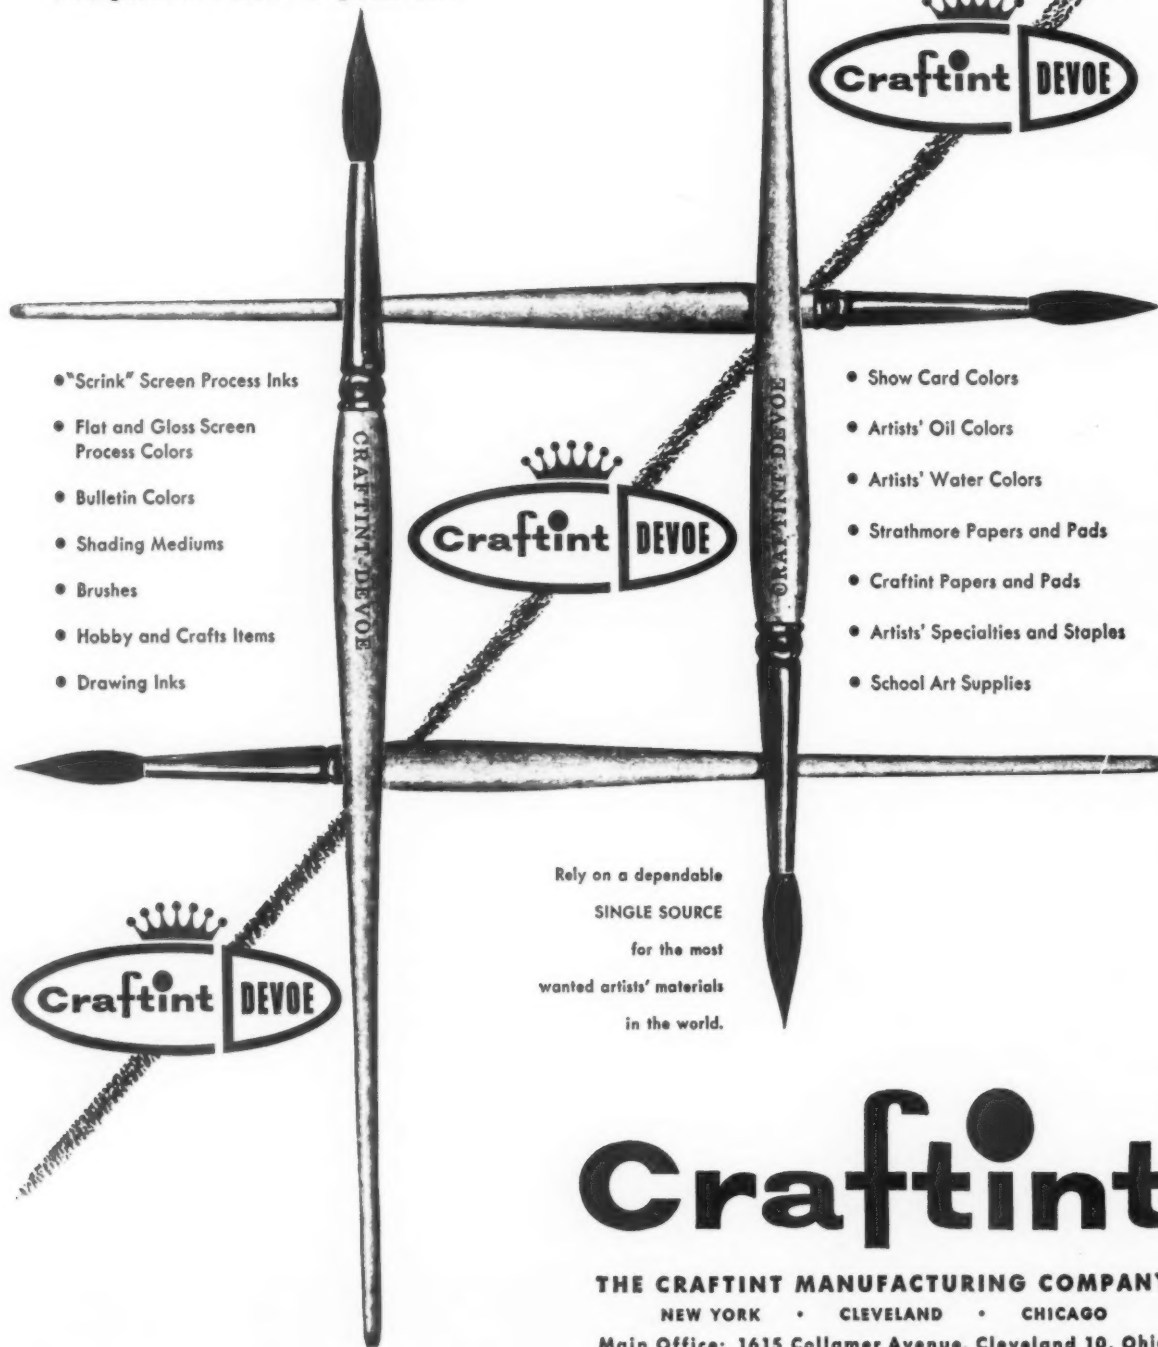 Craftint DEVOE
•"Scrink" Screen Process Inks
• Flat and Gloss Screen
Process Colors
• Bulletin Colors
• Shading Mediums
• Brushes
• Hobby and Crafts Items
• Drawing Inks
CRAFTINT-DEVOE
Craftint DEVOE
CRAFTINT-DEVOE
• Show Card Colors
• Artists' Oil Colors
• Artists' Water Colors
• Strathmore Papers and Pads
• Craftint Papers and Pads
• Artists' Specialties and Staples
• School Art Supplies
Craftint DEVOE
Rely on a dependable
SINGLE SOURCE
for the most
wanted artists' materials
in the world.
Craftint
THE CRAFTINT MANUFACTURING COMPANY
NEW YORK • CLEVELAND • CHICAGO
Main Office: 1615 Collamer Avenue, Cleveland 10, Ohio